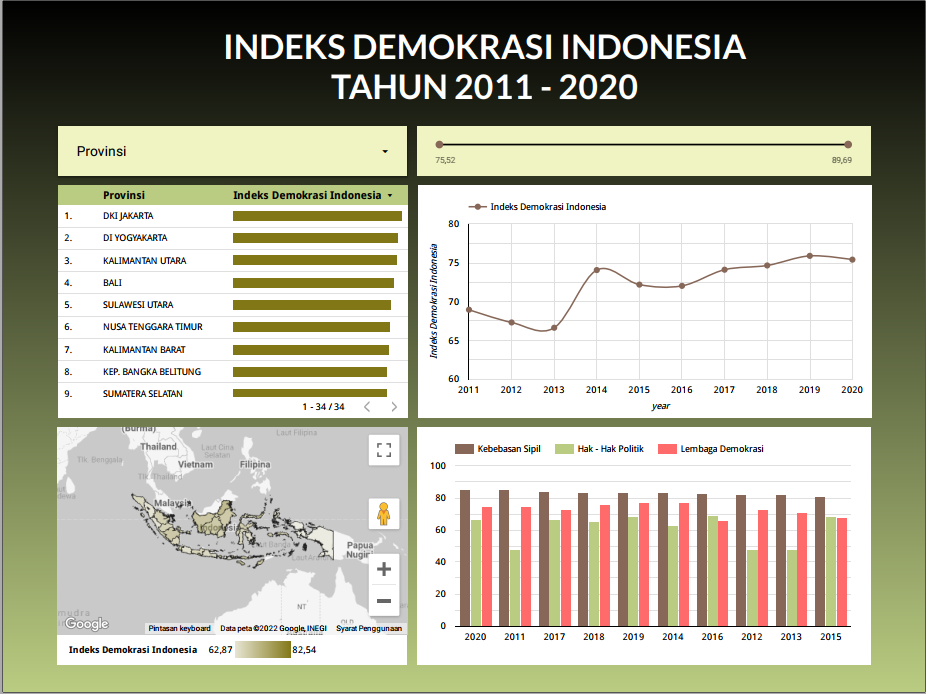 INDEKS DEMOKRASI INDONESIA
TAHUN 2011 - 2020
Provinsi
75,52 89,69
Provinsi Indeks Demokrasi Indonesia
1. DKI JAKARTA
2. DI YOGYAKARTA
3. KALIMANTAN UTARA
4. BALI
5. SULAWESI UTARA
6. NUSA TENGGARA TIMUR
7. KALIMANTAN BARAT
8. KEP. BANGKA BELITUNG
9. SUMATERA SELATAN
1 - 34 / 34
Indeks Demokrasi Indonesia
Indeks Demokrasi Indonesia
80
75
70
65
60
2011 2012 2013 2014 2015 2016 2017 2018 2019 2020
year
(Burma)
Laut Filipina
Thailand
Laut Cina
Selatan
Tlk. Benggala
Vietnam
Filipina
Tlk Thailand
Malaysia
Indonesia
Laut Banda
Papua
Nugini
NT
Google
Pintasan keyboard Data peta ©2022 Google, INEGI Syarat Penggunaan
Indeks Demokrasi Indonesia 62,87 82,54
Kebebasan Sipil Hak - Hak Politik Lembaga Demokrasi
100
80
60
40
20
0
2020 2011 2017 2018 2019 2014 2016 2012 2013 2015